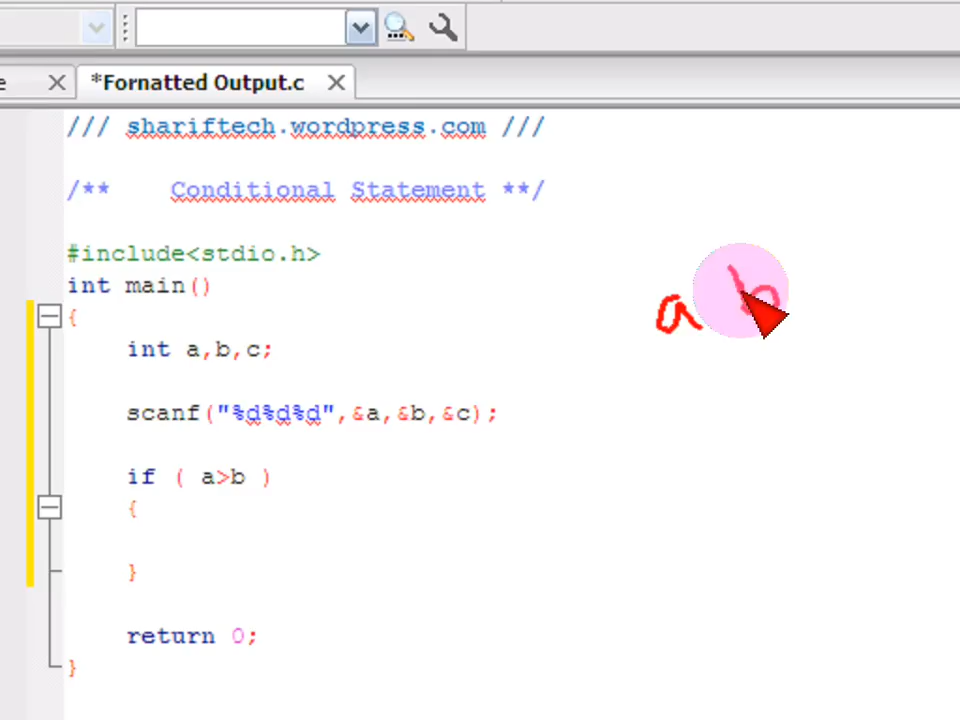 e
*Fornatted Output.c
/// shariftech.wordpress.com ///
/** Conditional Statement **/
#include<stdio.h>
int main()
{
a b
int a,b,c;
scanf("%d%d%d",&a,&b,&c);
if ( a>b )
{
}
return 0;
}